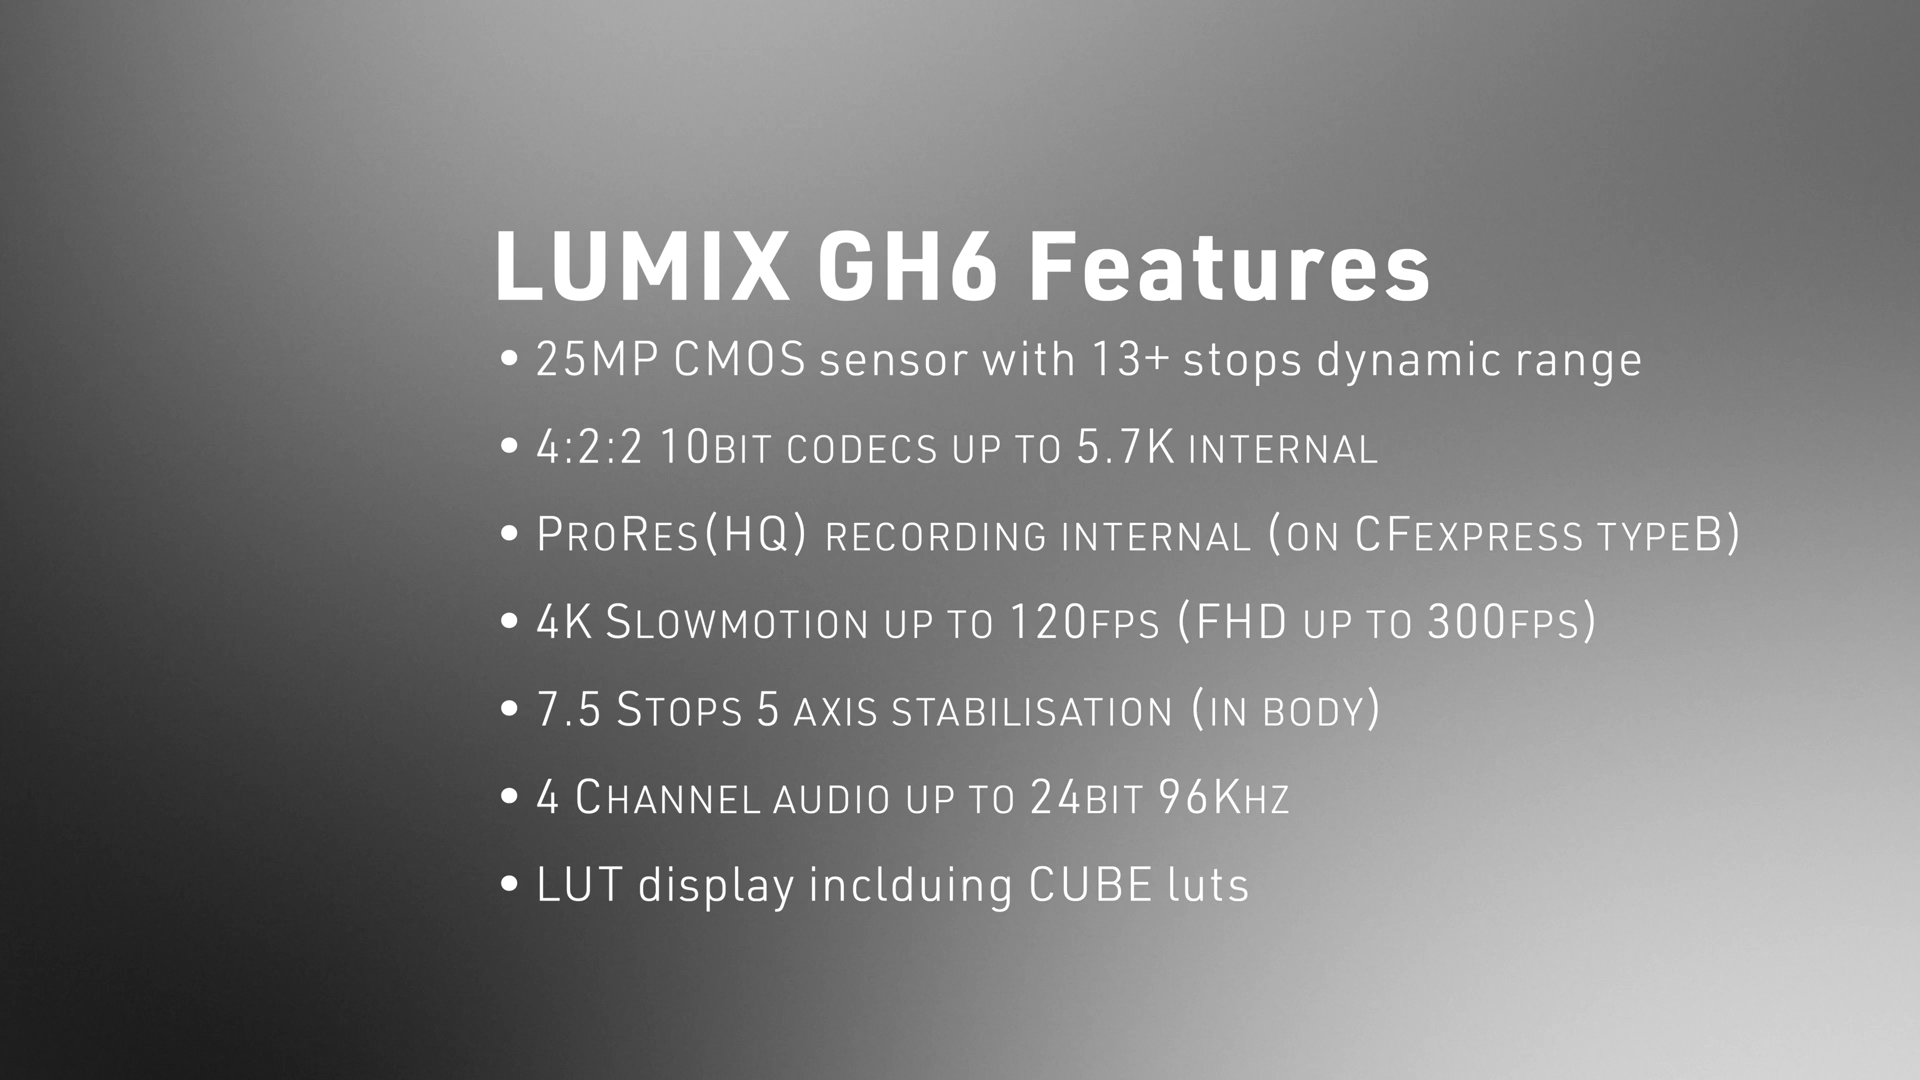 LUMIX GH6 Features
• 25MP CMOS sensor with 13+ stops dynamic range
• 4:2:2 10BIT CODECS UP TO 5.7K INTERNAL
• PRORES(HQ) RECORDING INTERNAL (ON CFEXPRESS TYPEB)
• 4K SLOWMOTION UP TO 120FPS (FHD UP TO 300FPS)
• 7.5 STOPS 5 AXIS STABILISATION (IN BODY)
• 4 CHANNEL AUDIO UP TO 24BIT 96KHZ
• LUT display inclduing CUBE luts